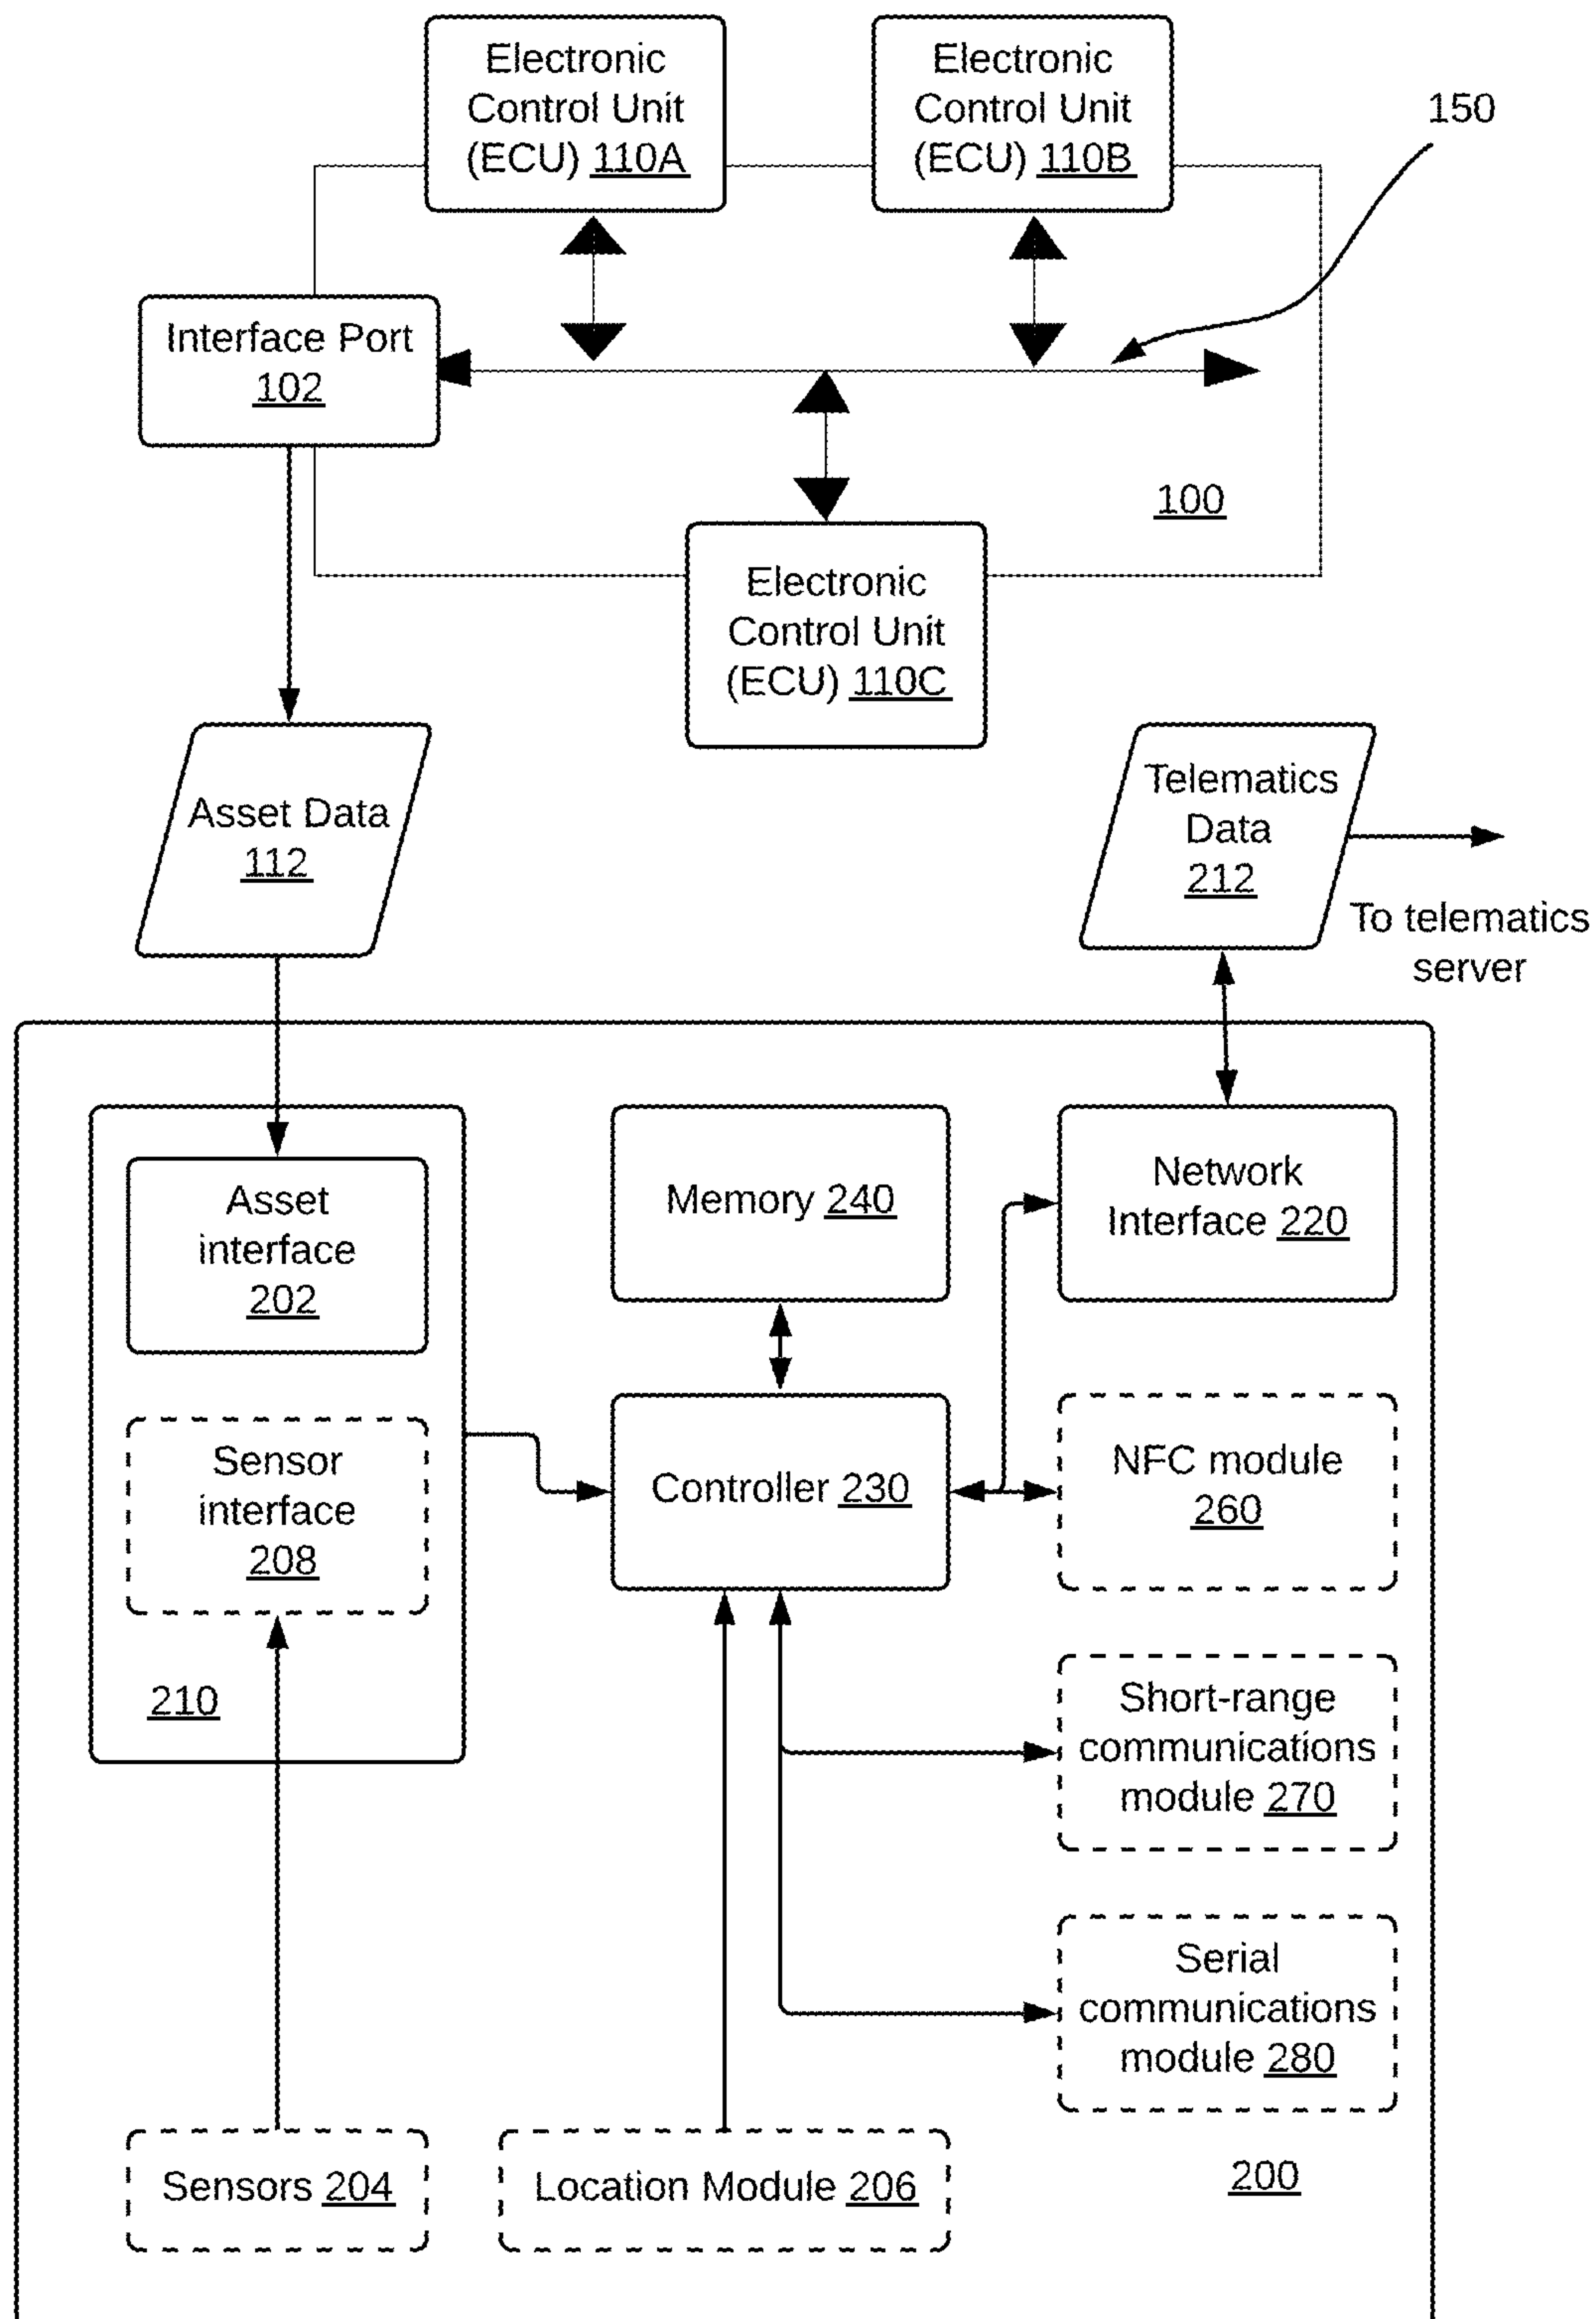 Electronic
Control Unit
(ECU) 110A
Electronic
Control Unit
(ECU) 110B
150
Interface Port
102
100
Electronic
Control Unit
(ECU) 110C
Asset Data
112
Telematics
Data
212
To telematics
server
Asset
interface
202
Memory 240
Network
Interface 220
Sensor
interface
208
Controller 230
NFC module
260
210
Short-range
communications
module 270
Serial
communications
module 280
Sensors 204
Location Module 206
200